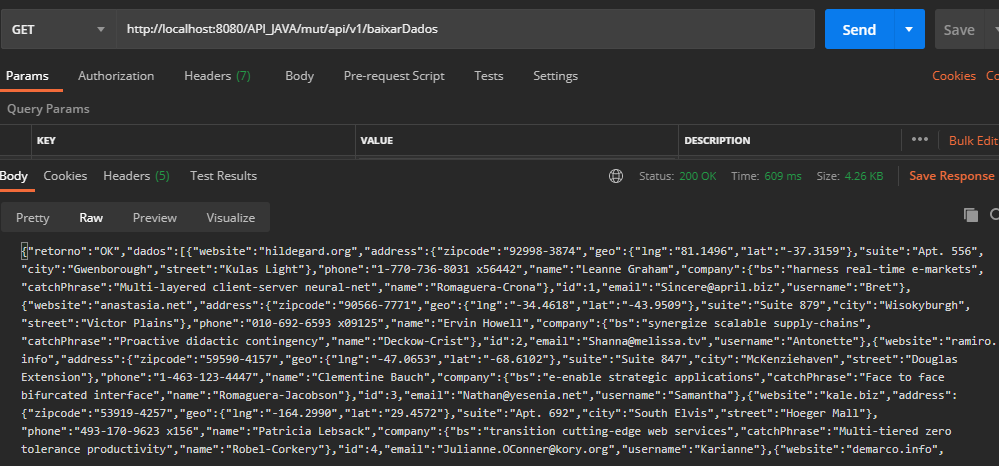 GET http://localhost:8080/API_JAVA/mut/api/v1/baixarDados Send Save
Params Authorization Headers (7) Body Pre-request Script Tests Settings Cookies Co
Query Params
KEY VALUE DESCRIPTION ••• Bulk Edit
Body Cookies Headers (5) Test Results Status: 200 OK Time: 609 ms Size: 4.26 KB Save Response
Pretty Raw Preview Visualize
{"retorno":"OK","dados":[{"website":"hildegard.org","address":{"zipcode":"92998-3874","geo":{"lng":"81.1496","lat":"-37.3159"},"suite":"Apt. 556",
"city":"Gwenborough","street":"Kulas Light"},"phone":"1-770-736-8031 x56442","name":"Leanne Graham","company":{"bs":"harness real-time e-markets",
"catchPhrase":"Multi-layered client-server neural-net","name":"Romaguera-Crona"},"id":1,"email":"Sincere@april.biz","username":"Bret"},
{"website":"anastasia.net","address":{"zipcode":"90566-7771","geo":{"lng":"-34.4618","lat":"-43.9509"},"suite":"Suite 879","city":"Wisokyburgh",
"street":"Victor Plains"},"phone":"010-692-6593 x09125","name":"Ervin Howell","company":{"bs":"synergize scalable supply-chains",
"catchPhrase":"Proactive didactic contingency","name":"Deckow-Crist"},"id":2,"email":"Shanna@melissa.tv","username":"Antonette"},{"website":"ramiro.
info","address":{"zipcode":"59590-4157","geo":{"lng":"-47.0653","lat":"-68.6102"},"suite":"Suite 847","city":"McKenziehaven","street":"Douglas
Extension"},"phone":"1-463-123-4447","name":"Clementine Bauch","company":{"bs":"e-enable strategic applications","catchPhrase":"Face to face
bifurcated interface","name":"Romaguera-Jacobson"},"id":3,"email":"Nathan@yesenia.net","username":"Samantha"},{"website":"kale.biz","address":
{"zipcode":"53919-4257","geo":{"lng":"-164.2990","lat":"29.4572"},"suite":"Apt. 692","city":"South Elvis","street":"Hoeger Mall"},
"phone":"493-170-9623 x156","name":"Patricia Lebsack","company":{"bs":"transition cutting-edge web services","catchPhrase":"Multi-tiered zero
tolerance productivity","name":"Robel-Corkery"},"id":4,"email":"Julianne.OConner@kory.org","username":"Karianne"},{"website":"demarco.info",